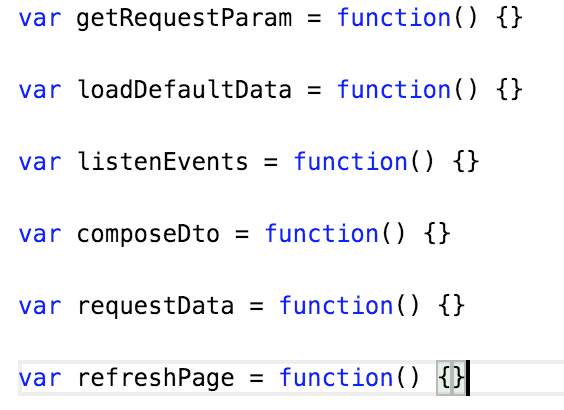 var getRequestParam = function() {}
var loadDefaultData = function() {}
var listenEvents = function() {}
var composeDto = function() {}
var requestData = function() {}
var refreshPage = function() {}